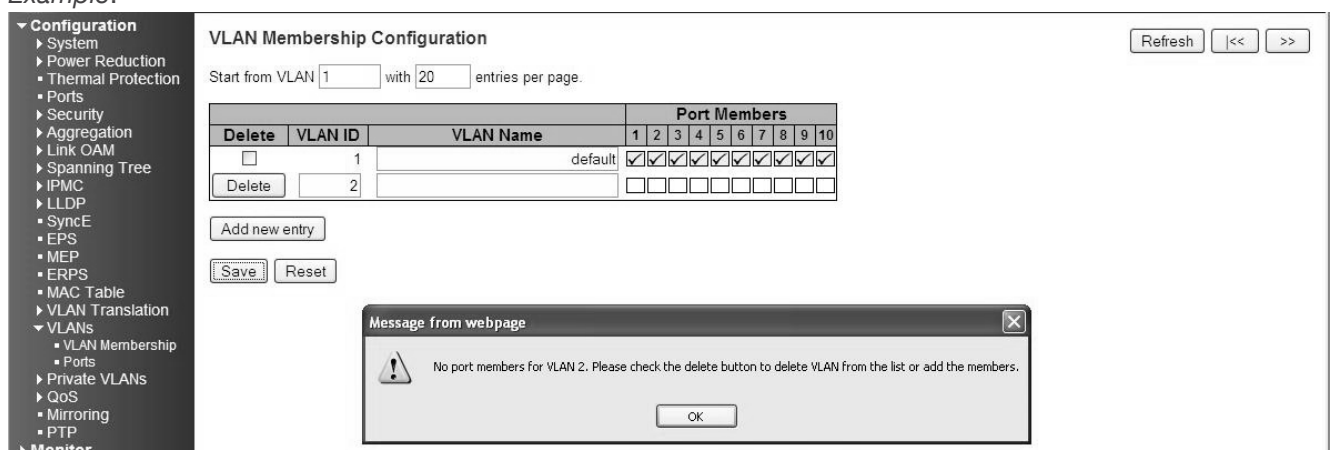 Example:
Configuration
System
Power Reduction
Thermal Protection
Ports
Security
Aggregation
Link OAM
Spanning Tree
IPMC
LLDP
SyncE
EPS
MEP
ERPS
MAC Table
VLAN Translation
VLANs
VLAN Membership
Ports
Private VLANs
QoS
Mirroring
PTP
Monitor
VLAN Membership Configuration
Refresh |<< >>
Start from VLAN 1 with 20 entries per page.
Port Members
Delete VLAN ID VLAN Name 1 2 3 4 5 6 7 8 9 10
1 default
Delete 2
Add new entry
Save Reset
Message from webpage
No port members for VLAN 2. Please check the delete button to delete VLAN from the list or add the members.
OK